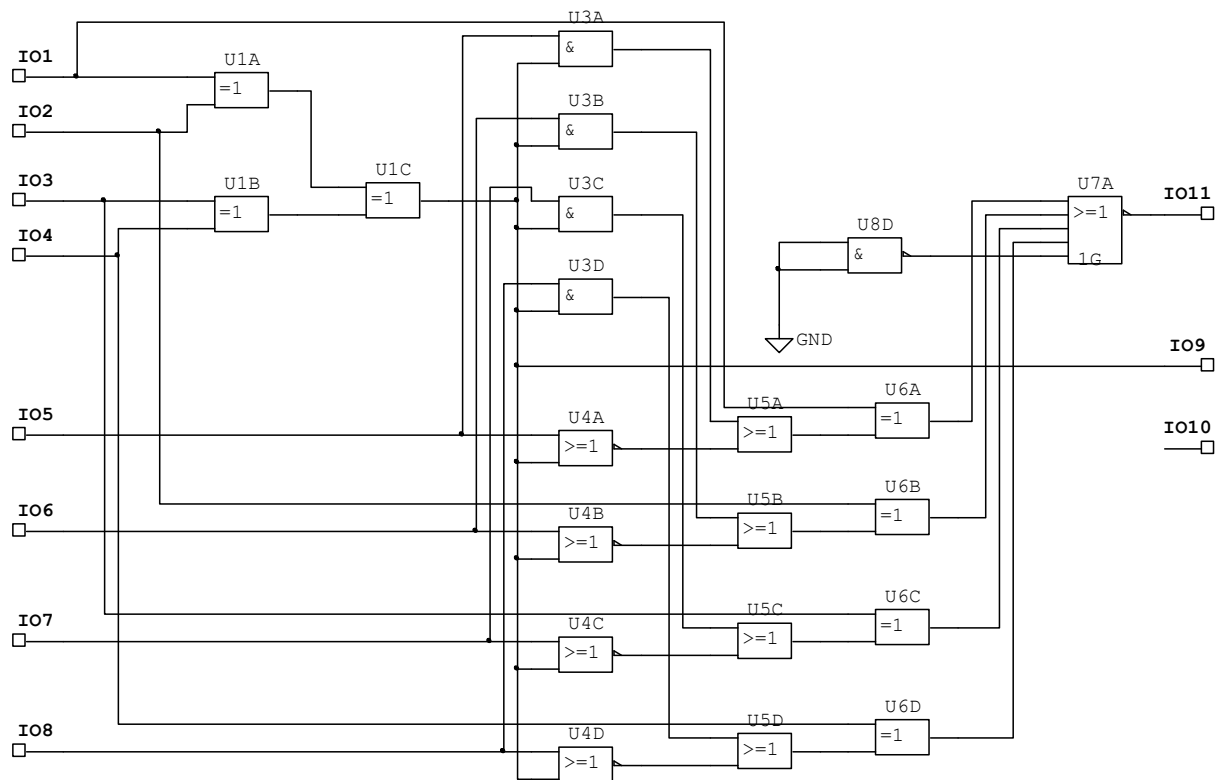 U3A
&
IO1
U1A
=1
IO2
U3B
&
IO3
U1B
=1
U1C
=1
U3C
&
U7A
>=1
1G
IO11
IO4
U8D
&
U3D
&
GND
IO9
IO5
U4A
>=1
U5A
>=1
U6A
=1
IO10
IO6
U4B
>=1
U5B
>=1
U6B
=1
IO7
U4C
>=1
U5C
>=1
U6C
=1
IO8
U4D
>=1
U5D
>=1
U6D
=1